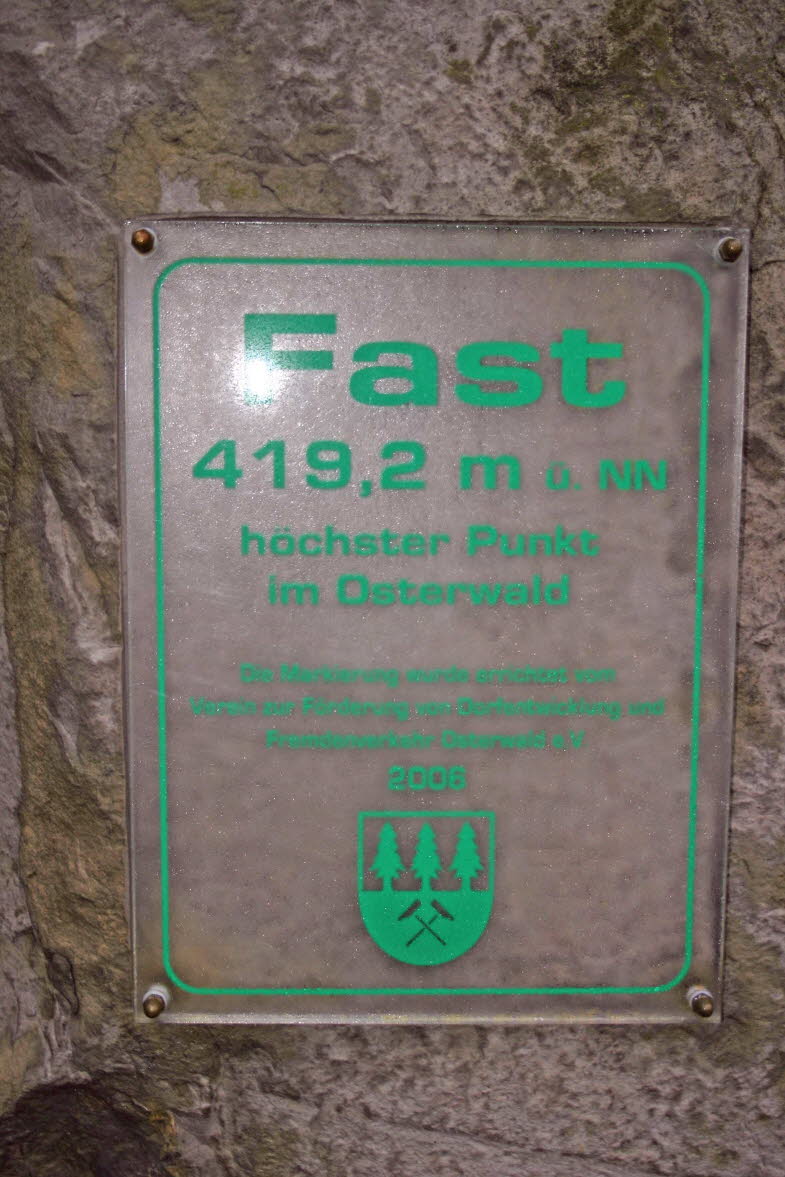 Fast
419,2 m ü. NN
höchster Punkt
im Osterwald
Die Markierung wurde errichtet vom
Verein zur Förderung von Dorfentwicklung und
Fremdenverkehr Osterwald e.V.
2006